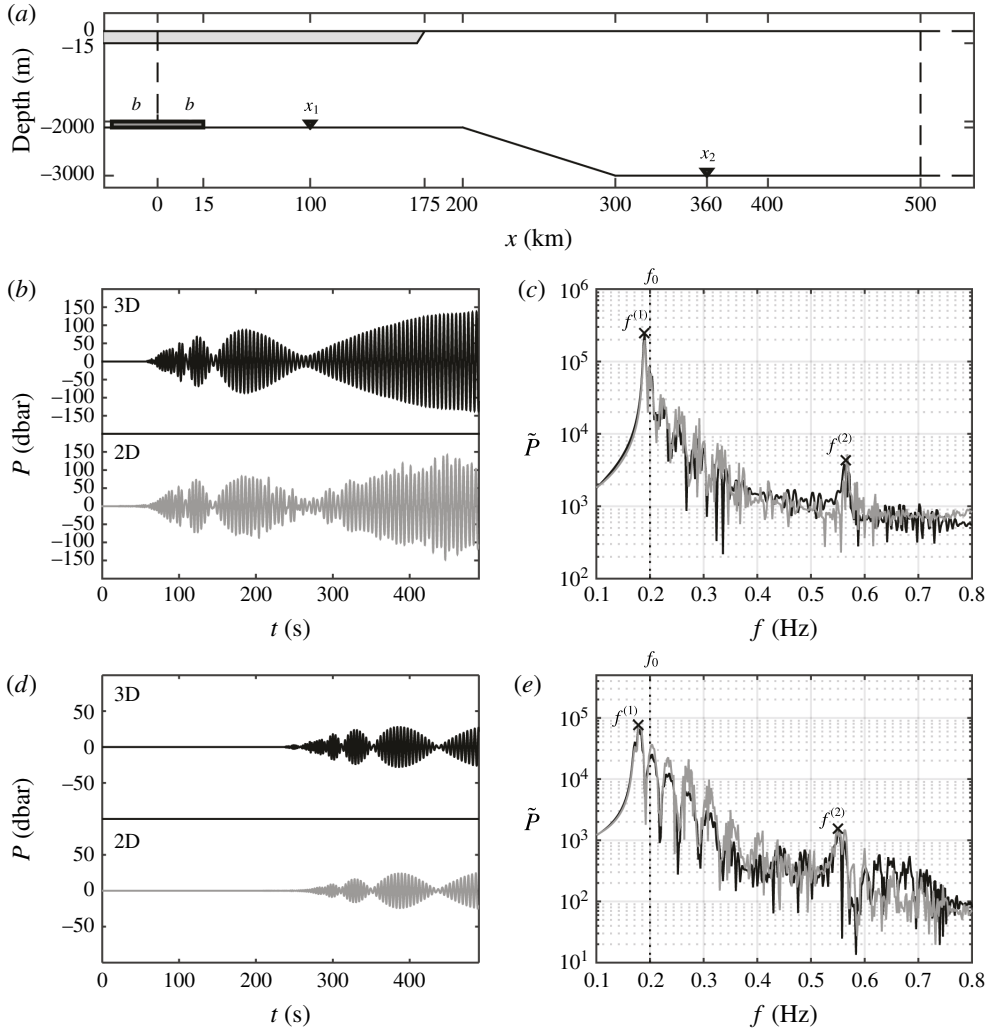 (a)
0
−15
−2000
−3000
Depth (m)
b
b
x1
x2
0
15
100
175
200
300
360
400
500
x (km)
(b)
3D
150
100
50
0
−50
−100
−150
2D
150
100
50
0
−50
−100
−150
P (dbar)
0
100
200
300
400
t (s)
(c)
f0
f(1)
f(2)
10^6
10^5
10^4
10^3
10^2
P̃
0.1
0.2
0.3
0.4
0.5
0.6
0.7
0.8
f (Hz)
(d)
3D
50
0
−50
2D
50
0
−50
P (dbar)
0
100
200
300
400
t (s)
(e)
f0
f(1)
f(2)
10^5
10^4
10^3
10^2
10^1
P̃
0.1
0.2
0.3
0.4
0.5
0.6
0.7
0.8
f (Hz)